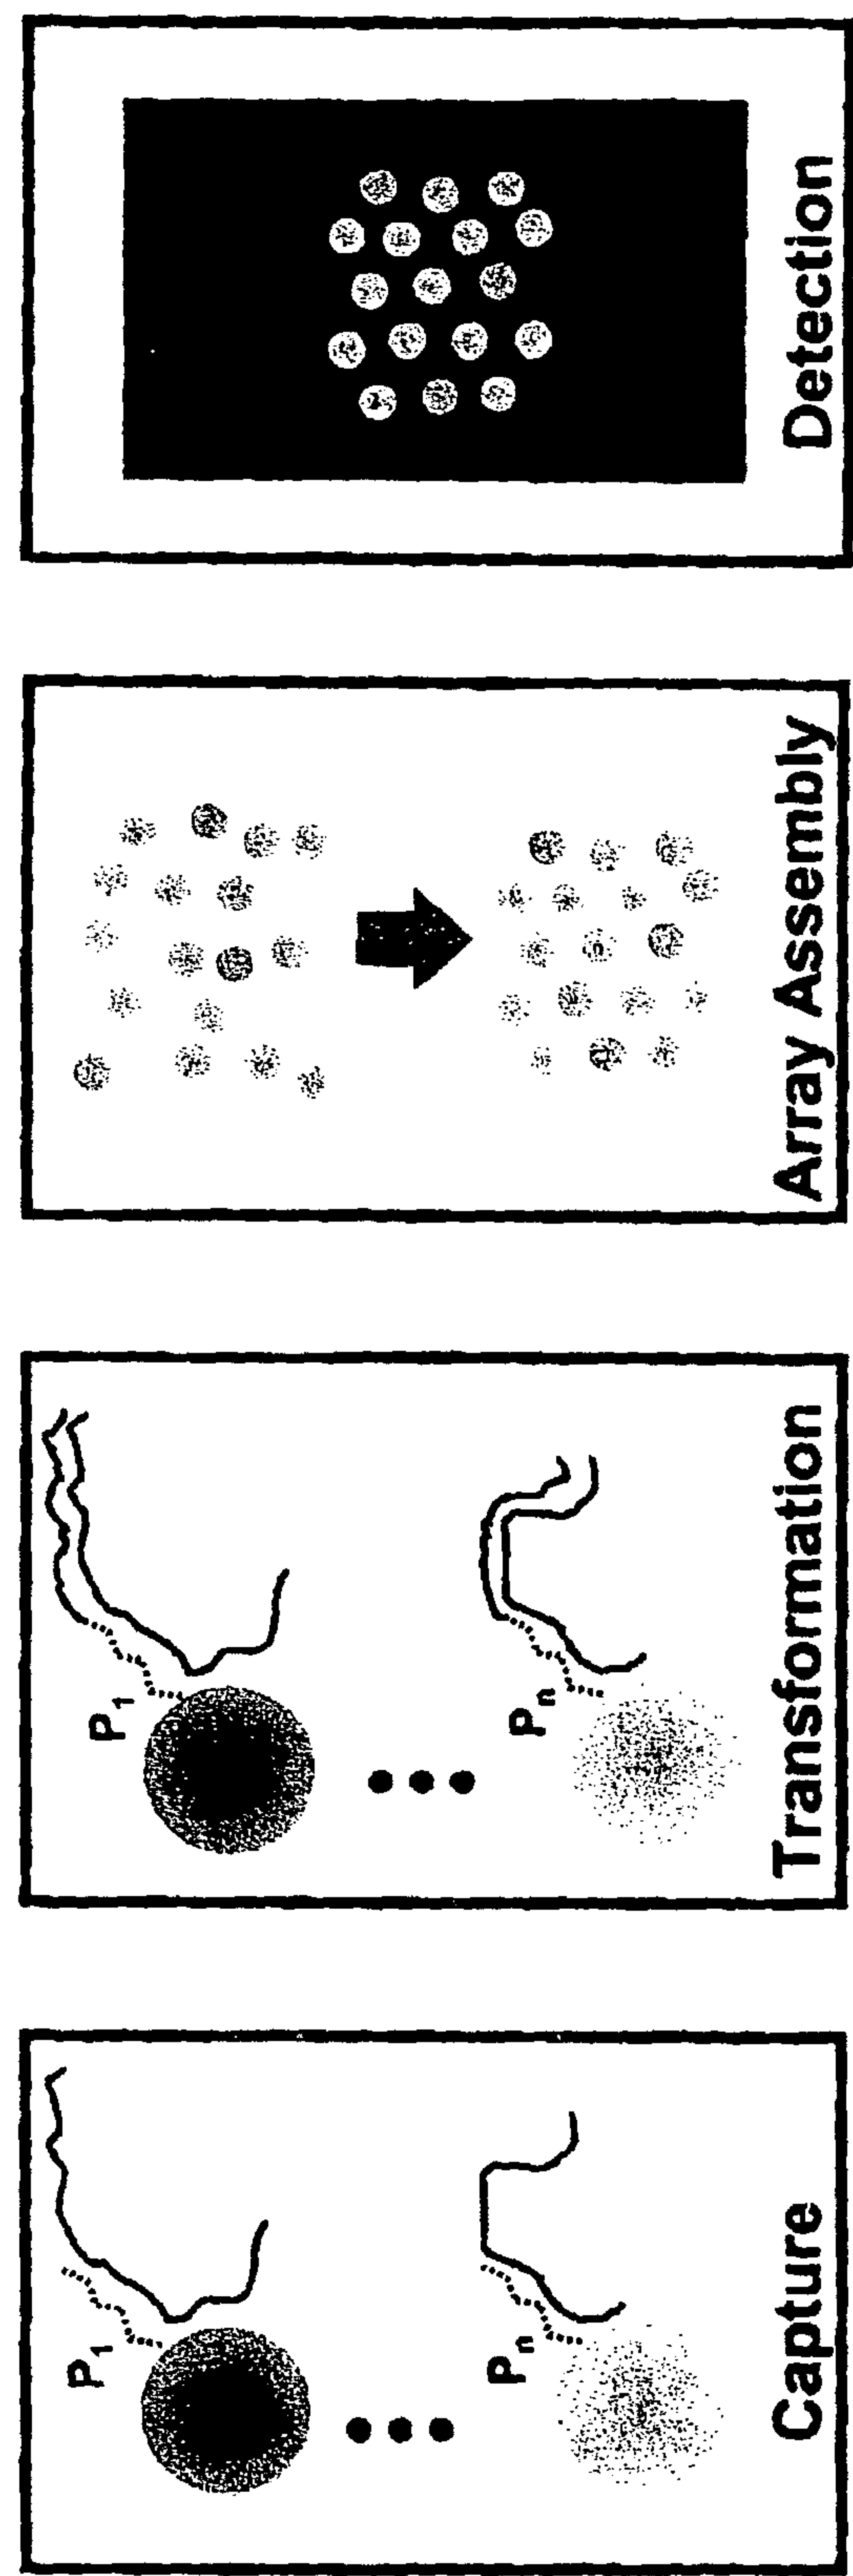 P1
Pn
Capture
P1
Pn
Transformation
Array Assembly
Detection